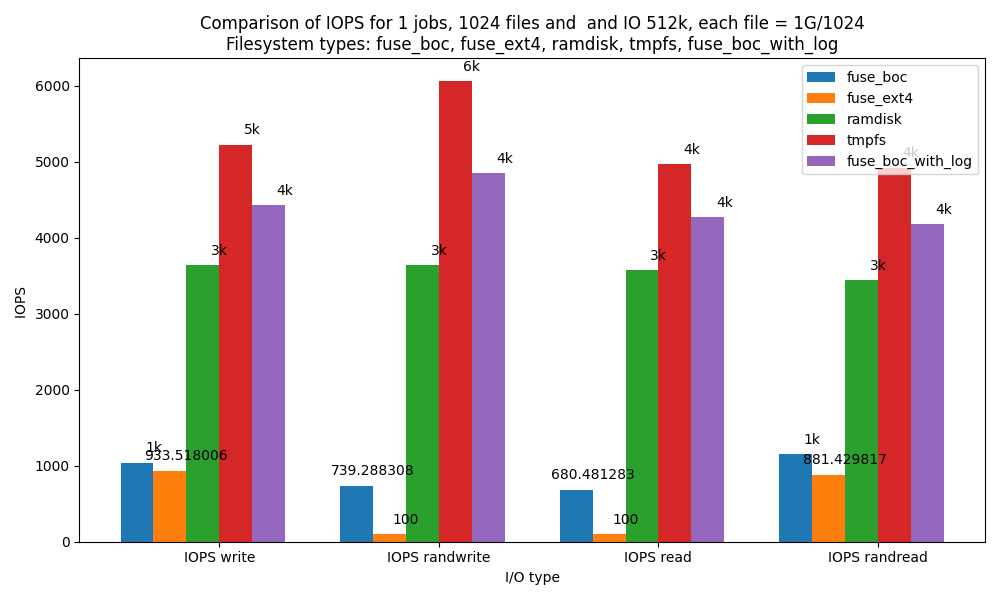 Comparison of IOPS for 1 jobs, 1024 files and  and IO 512k, each file = 1G/1024
Filesystem types: fuse_boc, fuse_ext4, ramdisk, tmpfs, fuse_boc_with_log
fuse_boc
fuse_ext4
ramdisk
tmpfs
fuse_boc_with_log
IOPS
6000
5000
4000
3000
2000
1000
0
1k
933.518006
3k
5k
4k
739.288308
100
3k
6k
4k
680.481283
100
3k
4k
4k
1k
881.429817
3k
4k
4k
IOPS write
IOPS randwrite
IOPS read
IOPS randread
I/O type